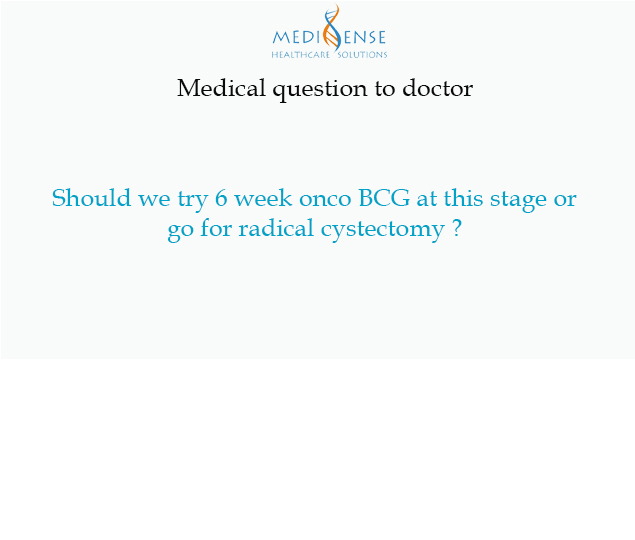 MEDISENSE
HEALTHCARE SOLUTIONS
Medical question to doctor
Should we try 6 week onco BCG at this stage or
go for radical cystectomy ?